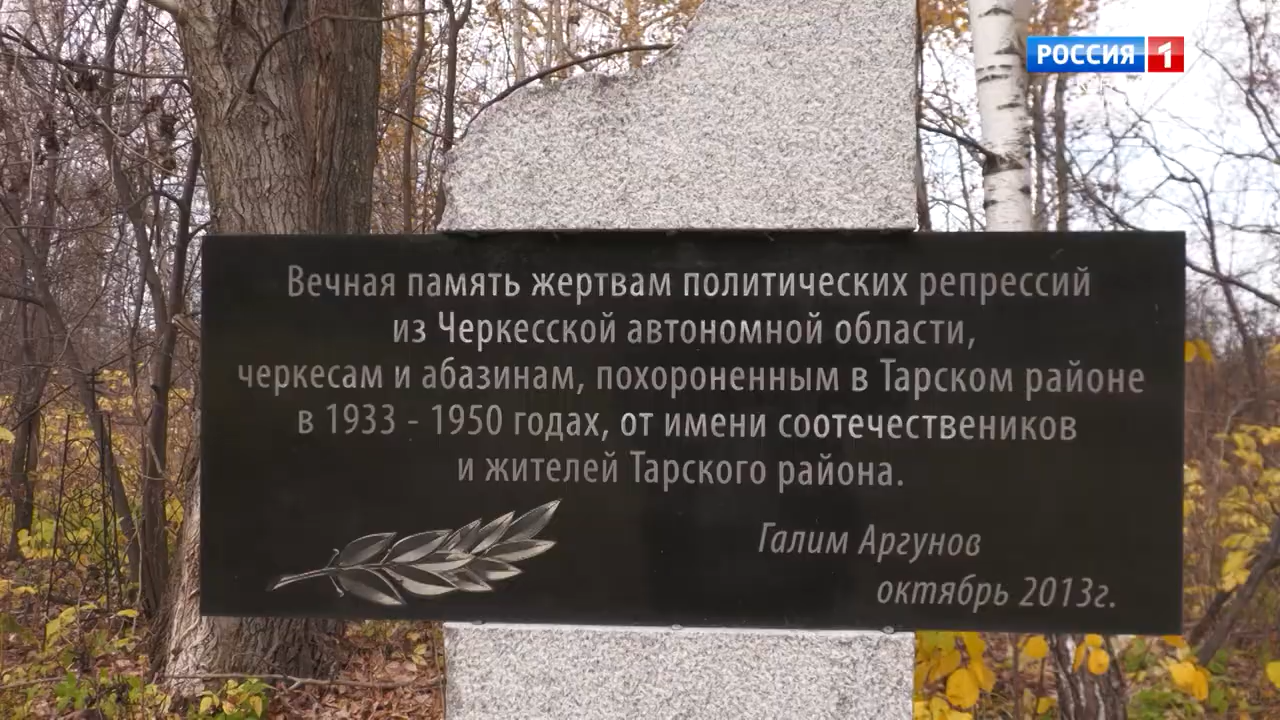 РОССИЯ 1
Вечная память жертвам политических репрессий
из Черкесской автономной области,
черкесам и абазинам, похороненным в Тарском районе
в 1933 - 1950 годах, от имени соотечествеников
и жителей Тарского района.
Галим Аргунов
октябрь 2013г.